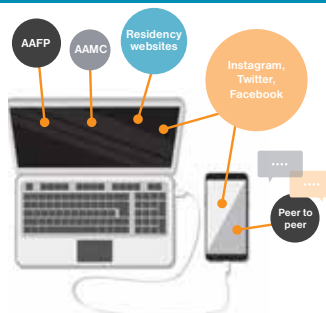 AAFP
AAMC
Residency
websites
Instagram,
Twitter,
Facebook
Peer to
peer